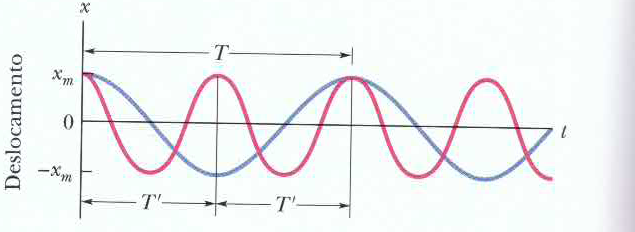 x
T
x_m
0
t
−x_m
T'
T'
Deslocamento